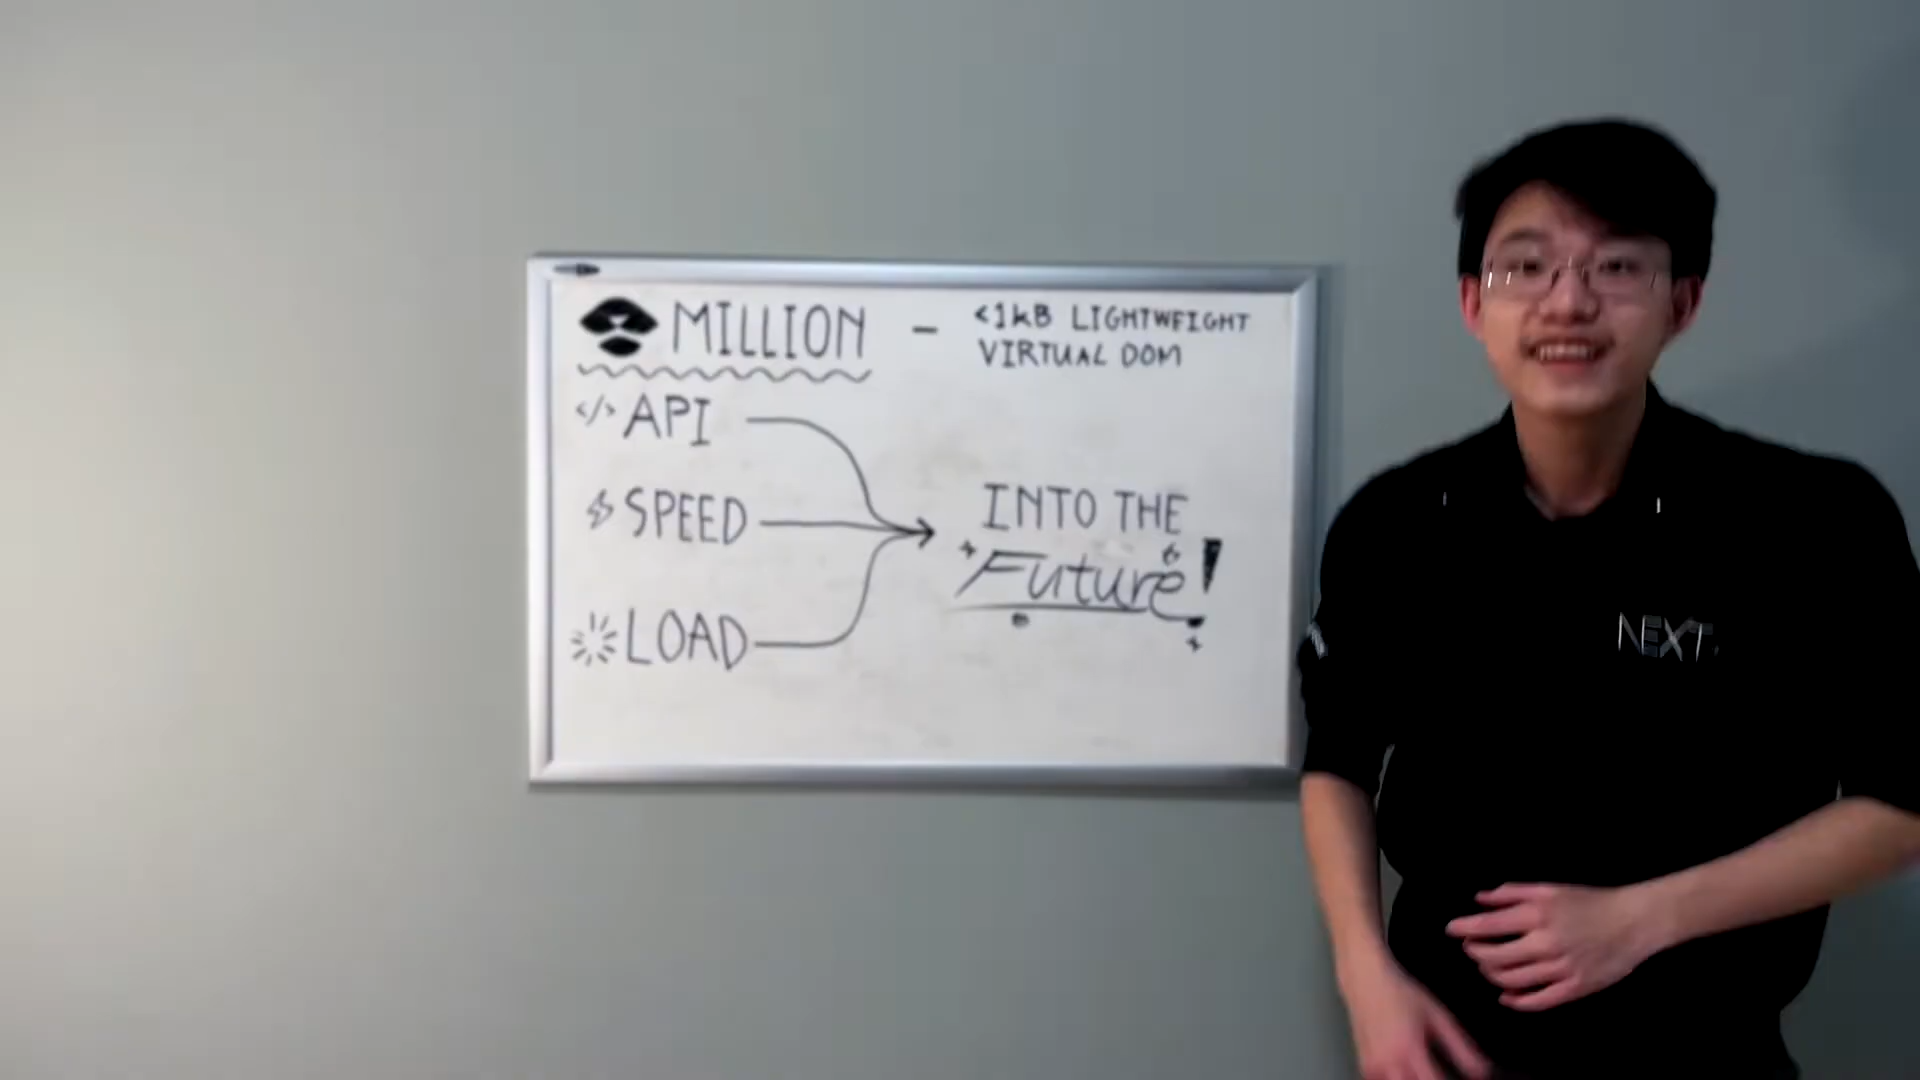 MILLION - <1kB LIGHTWEIGHT
VIRTUAL DOM
</> API
SPEED
LOAD
INTO THE
Future!
NEXT